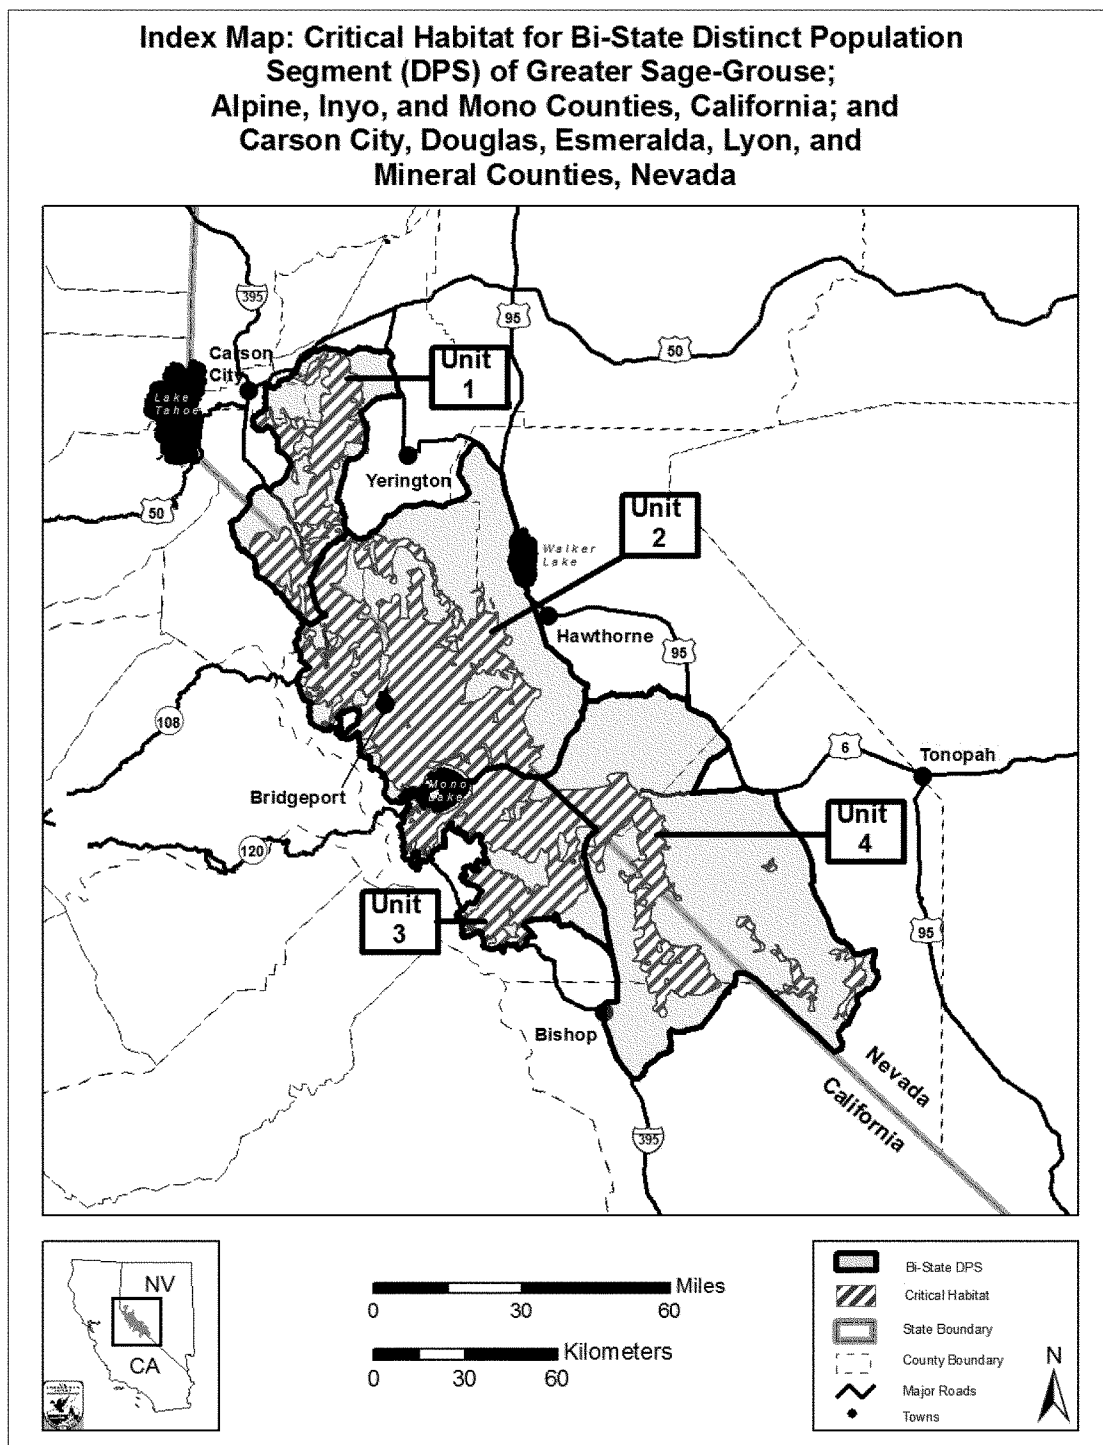 Index Map: Critical Habitat for Bi-State Distinct Population
Segment (DPS) of Greater Sage-Grouse;
Alpine, Inyo, and Mono Counties, California; and
Carson City, Douglas, Esmeralda, Lyon, and
Mineral Counties, Nevada
395
95
50
Carson
City
Unit
1
Lake
Tahoe
Yerington
50
Unit
2
Walker
Lake
Hawthorne
95
108
6
Tonopah
Bridgeport
Mono
Lake
Unit
4
120
Unit
3
95
Bishop
Nevada
California
395
NV
CA
Miles
0 30 60
Kilometers
0 30 60
Bi-State DPS
Critical Habitat
State Boundary
County Boundary
Major Roads
Towns
N